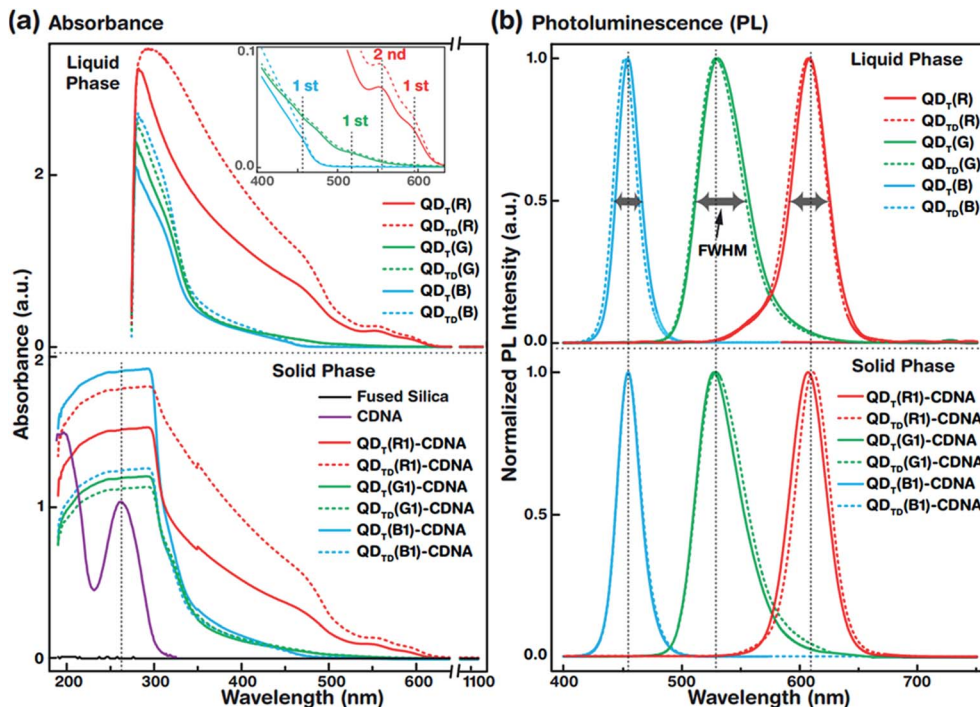 (a) Absorbance
Liquid Phase
Absorbance (a.u.)
2
0
0.1
0.0
400
500
600
1 st
1 st
2 nd
1 st
QD_T(R)
QD_TD(R)
QD_T(G)
QD_TD(G)
QD_T(B)
QD_TD(B)
Solid Phase
2
1
0
Fused Silica
CDNA
QD_T(R1)-CDNA
QD_TD(R1)-CDNA
QD_T(G1)-CDNA
QD_TD(G1)-CDNA
QD_T(B1)-CDNA
QD_TD(B1)-CDNA
200
300
400
500
600
1100
Wavelength (nm)
(b) Photoluminescence (PL)
Normalized PL Intensity (a.u.)
Liquid Phase
1.0
0.5
0.0
FWHM
QD_T(R)
QD_TD(R)
QD_T(G)
QD_TD(G)
QD_T(B)
QD_TD(B)
Solid Phase
1.0
0.5
0.0
QD_T(R1)-CDNA
QD_TD(R1)-CDNA
QD_T(G1)-CDNA
QD_TD(G1)-CDNA
QD_T(B1)-CDNA
QD_TD(B1)-CDNA
400
500
600
700
Wavelength (nm)